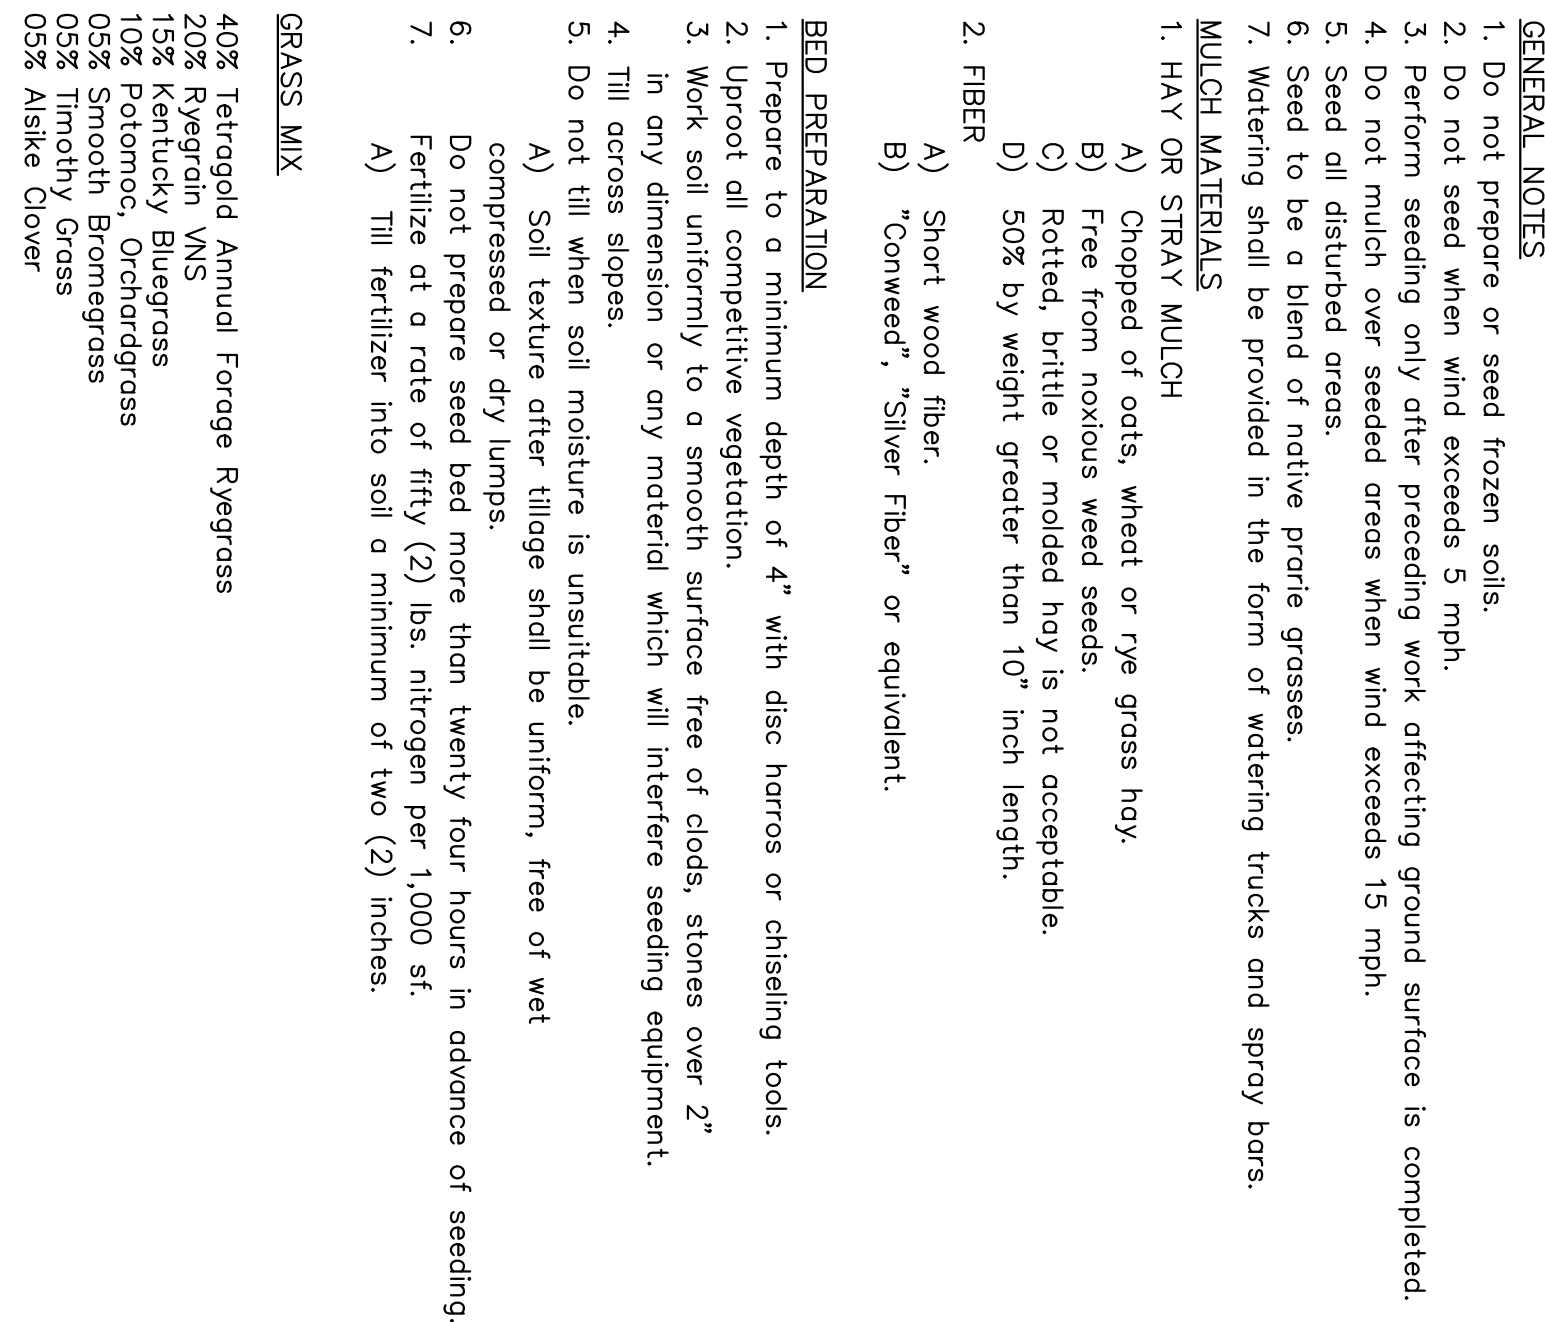 GENERAL NOTES
1. Do not prepare or seed frozen soils.
2. Do not seed when wind exceeds 5 mph.
3. Perform seeding only after preceding work affecting ground surface is completed.
4. Do not mulch over seeded areas when wind exceeds 15 mph.
5. Seed all disturbed areas.
6. Seed to be a blend of native prarie grasses.
7. Watering shall be provided in the form of watering trucks and spray bars.
MULCH MATERIALS
1. HAY OR STRAY MULCH
A) Chopped of oats, wheat or rye grass hay.
B) Free from noxious weed seeds.
C) Rotted, brittle or molded hay is not acceptable.
D) 50% by weight greater than 10” inch length.
2. FIBER
A) Short wood fiber.
B) ”Conweed”, ”Silver Fiber” or equivalent.
BED PREPARATION
1. Prepare to a minimum depth of 4” with disc harros or chiseling tools.
2. Uproot all competitive vegetation.
3. Work soil uniformly to a smooth surface free of clods, stones over 2”
in any dimension or any material which will interfere seeding equipment.
4. Till across slopes.
5. Do not till when soil moisture is unsuitable.
A) Soil texture after tillage shall be uniform, free of wet
compressed or dry lumps.
6. Do not prepare seed bed more than twenty four hours in advance of seeding.
7. Fertilize at a rate of fifty (2) lbs. nitrogen per 1,000 sf.
A) Till fertilizer into soil a minimum of two (2) inches.
GRASS MIX
40% Tetragold Annual Forage Ryegrass
20% Ryegrain VNS
15% Kentucky Bluegrass
10% Potomoc, Orchardgrass
05% Smooth Bromegrass
05% Timothy Grass
05% Alsike Clover